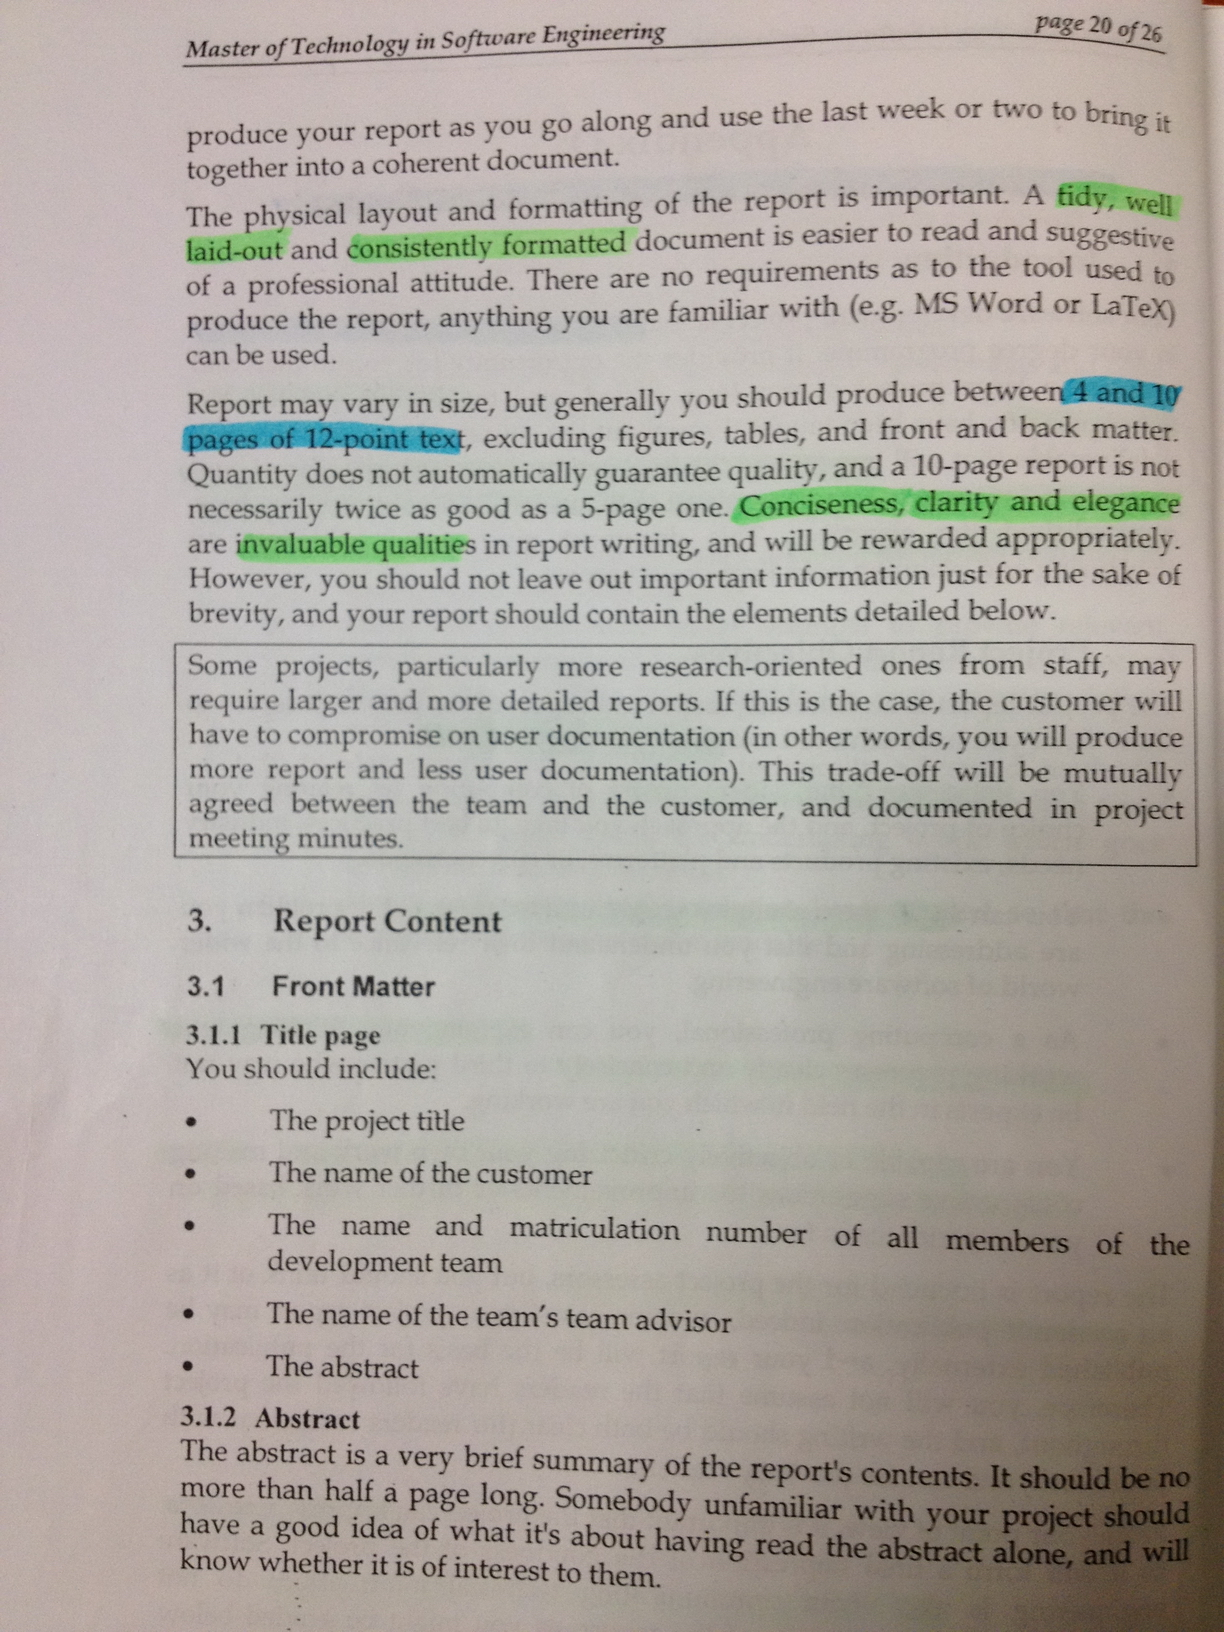 Master of Technology in Software Engineering page 20 of 26
produce your report as you go along and use the last week or two to bring it
together into a coherent document.
The physical layout and formatting of the report is important. A tidy, well
laid-out and consistently formatted document is easier to read and suggestive
of a professional attitude. There are no requirements as to the tool used to
produce the report, anything you are familiar with (e.g. MS Word or LaTeX)
can be used.
Report may vary in size, but generally you should produce between 4 and 10
pages of 12-point text, excluding figures, tables, and front and back matter.
Quantity does not automatically guarantee quality, and a 10-page report is not
necessarily twice as good as a 5-page one. Conciseness, clarity and elegance
are invaluable qualities in report writing, and will be rewarded appropriately.
However, you should not leave out important information just for the sake of
brevity, and your report should contain the elements detailed below.
Some projects, particularly more research-oriented ones from staff, may
require larger and more detailed reports. If this is the case, the customer will
have to compromise on user documentation (in other words, you will produce
more report and less user documentation). This trade-off will be mutually
agreed between the team and the customer, and documented in project
meeting minutes.
3. Report Content
3.1 Front Matter
3.1.1 Title page
You should include:
• The project title
• The name of the customer
• The name and matriculation number of all members of the
development team
• The name of the team's team advisor
• The abstract
3.1.2 Abstract
The abstract is a very brief summary of the report's contents. It should be no
more than half a page long. Somebody unfamiliar with your project should
have a good idea of what it's about having read the abstract alone, and will
know whether it is of interest to them.